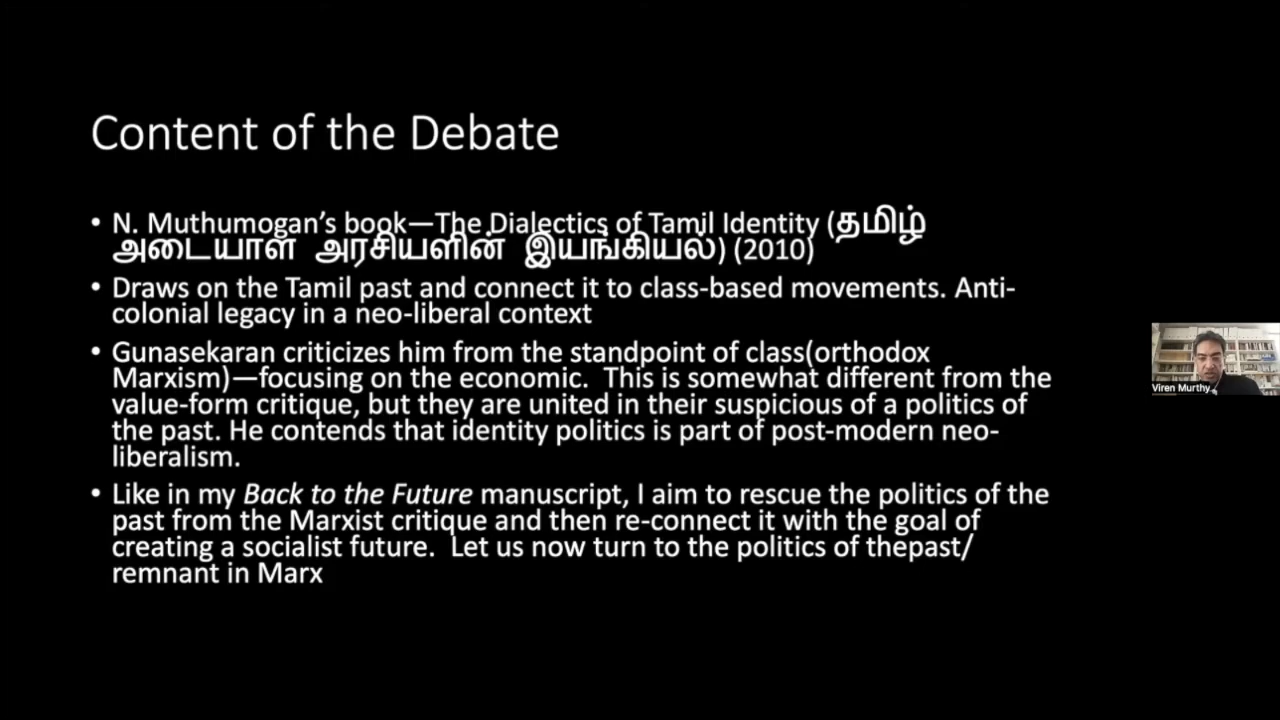 Content of the Debate
• N. Muthumogan's book—The Dialectics of Tamil Identity (தமிழ்
அடையாள அரசியளின் இயங்கியல்) (2010)
• Draws on the Tamil past and connect it to class-based movements. Anti-
colonial legacy in a neo-liberal context
• Gunasekaran criticizes him from the standpoint of class(orthodox
Marxism)—focusing on the economic.  This is somewhat different from the
value-form critique, but they are united in their suspicious of a politics of
the past. He contends that identity politics is part of post-modern neo-
liberalism.
• Like in my Back to the Future manuscript, I aim to rescue the politics of the
past from the Marxist critique and then re-connect it with the goal of
creating a socialist future.  Let us now turn to the politics of thepast/
remnant in Marx
Viren Murthy